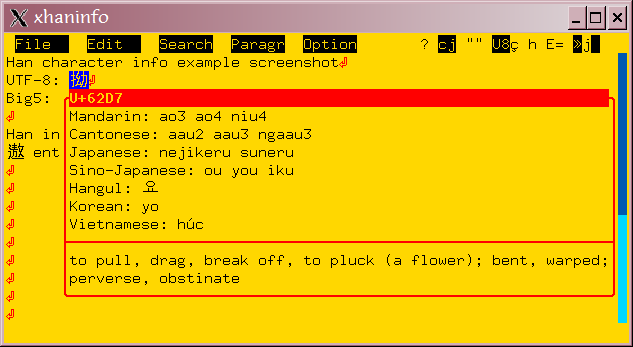 xhaninfo
File Edit Search Paragr Option ? cj "" U8ç h E= »j
Han character info example screenshot⏎
UTF-8: 拗⏎
Big5: U+62D7
⏎ Mandarin: ao3 ao4 niu4
Han in Cantonese: aau2 aau3 ngaau3
遨 ent Japanese: nejikeru suneru
⏎ Sino-Japanese: ou you iku
⏎ Hangul: 요
⏎ Korean: yo
⏎ Vietnamese: húc
⏎
⏎ to pull, drag, break off, to pluck (a flower); bent, warped;
⏎ perverse, obstinate
⏎
⏎